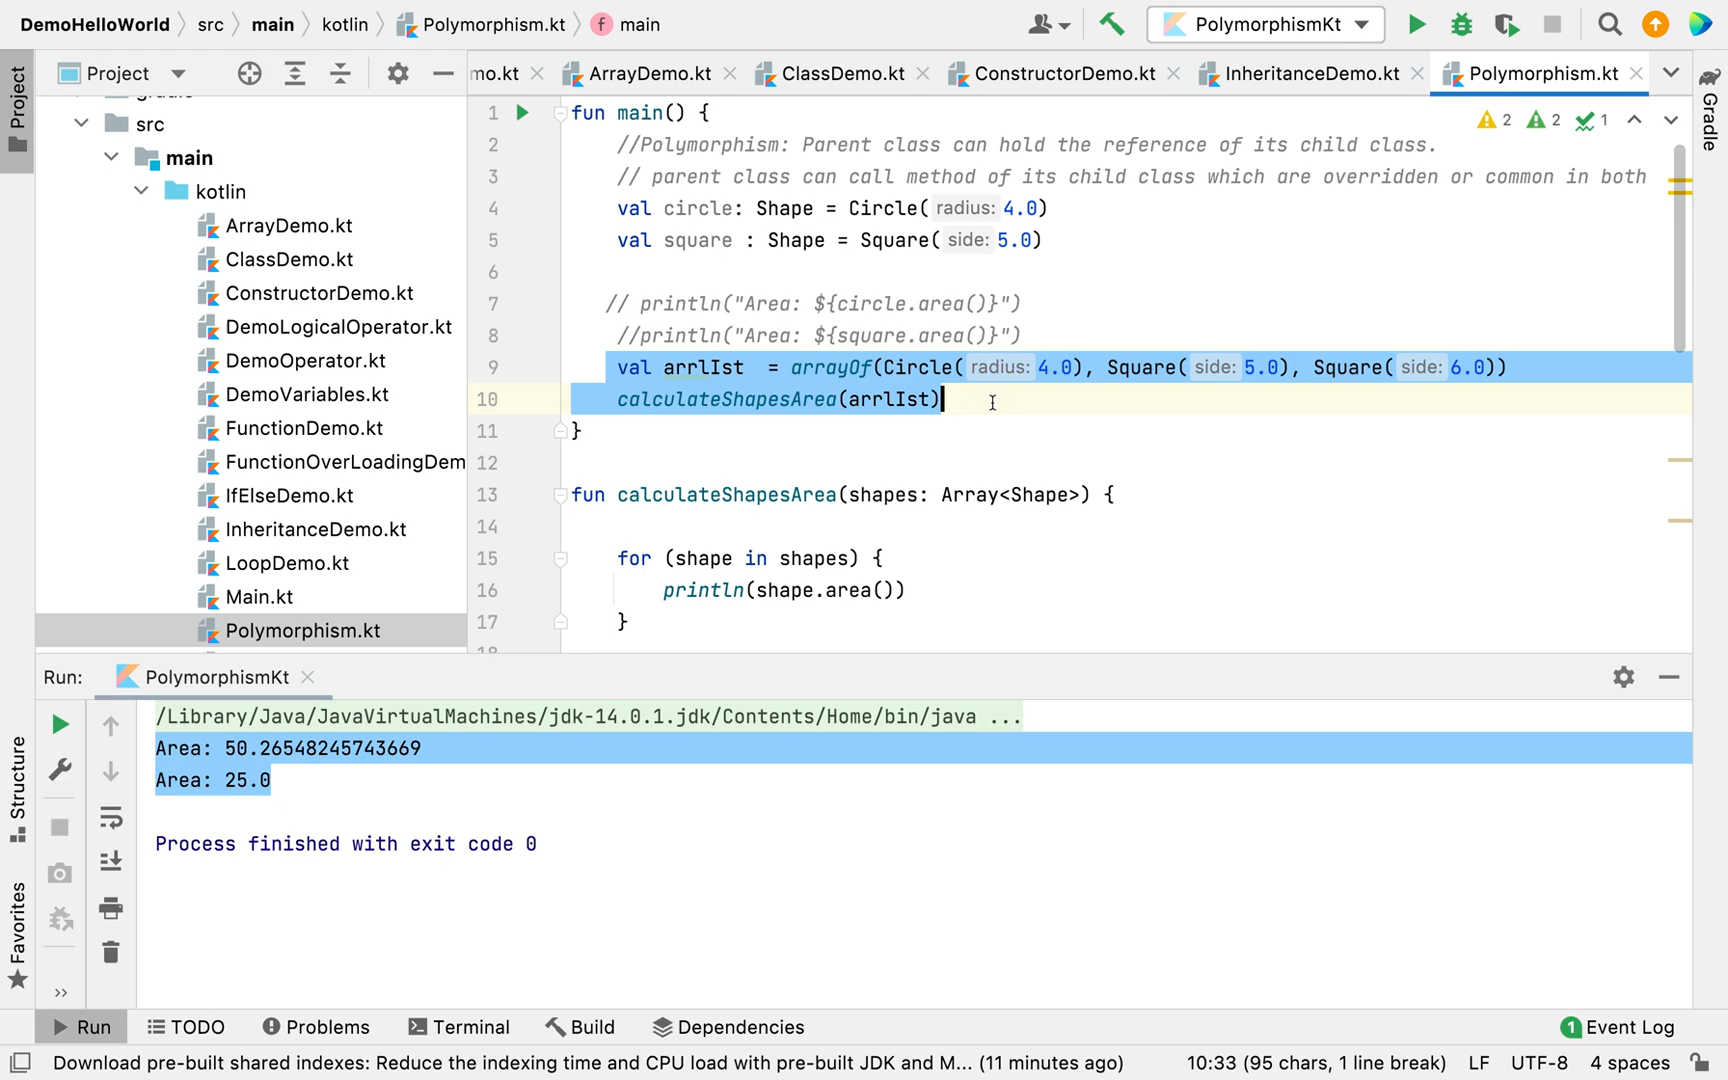 DemoHelloWorld src main kotlin Polymorphism.kt f main PolymorphismKt
Project mo.kt ArrayDemo.kt ClassDemo.kt ConstructorDemo.kt InheritanceDemo.kt Polymorphism.kt
Project
Gradle
src
main
kotlin
ArrayDemo.kt
ClassDemo.kt
ConstructorDemo.kt
DemoLogicalOperator.kt
DemoOperator.kt
DemoVariables.kt
FunctionDemo.kt
FunctionOverLoadingDem
IfElseDemo.kt
InheritanceDemo.kt
LoopDemo.kt
Main.kt
Polymorphism.kt
2 2 1
1 fun main() {
2 //Polymorphism: Parent class can hold the reference of its child class.
3 // parent class can call method of its child class which are overridden or common in both
4 val circle: Shape = Circle( radius: 4.0)
5 val square : Shape = Square( side: 5.0)
6
7 // println("Area: ${circle.area()}")
8 //println("Area: ${square.area()}")
9 val arrlIst = arrayOf(Circle( radius: 4.0), Square( side: 5.0), Square( side: 6.0))
10 calculateShapesArea(arrlIst)
11 }
12
13 fun calculateShapesArea(shapes: Array<Shape>) {
14
15 for (shape in shapes) {
16 println(shape.area())
17 }
Run: PolymorphismKt
/Library/Java/JavaVirtualMachines/jdk-14.0.1.jdk/Contents/Home/bin/java ...
Area: 50.26548245743669
Area: 25.0
Process finished with exit code 0
Structure
Favorites
Run TODO Problems Terminal Build Dependencies 1 Event Log
Download pre-built shared indexes: Reduce the indexing time and CPU load with pre-built JDK and M... (11 minutes ago) 10:33 (95 chars, 1 line break) LF UTF-8 4 spaces